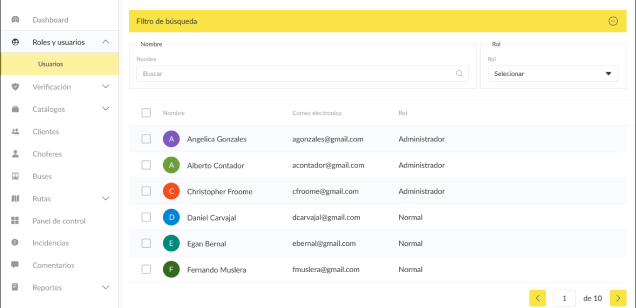 Dashboard
Roles y usuarios
Usuarios
Verificación
Catálogos
Clientes
Choferes
Buses
Rutas
Panel de control
Incidencias
Comentarios
Reportes
Filtro de búsqueda
Nombre
Nombre
Buscar
Rol
Rol
Selecionar
Nombre Correo electronico Rol
A Angelica Gonzales agonzales@gmail.com Administrador
A Alberto Contador acontador@gmail.com Administrador
C Christopher Froome cfroome@gmail.com Administrador
D Daniel Carvajal dcarvajal@gmail.com Normal
E Egan Bernal ebernal@gmail.com Normal
F Fernando Muslera fmuslera@gmail.com Normal
< 1 de 10 >